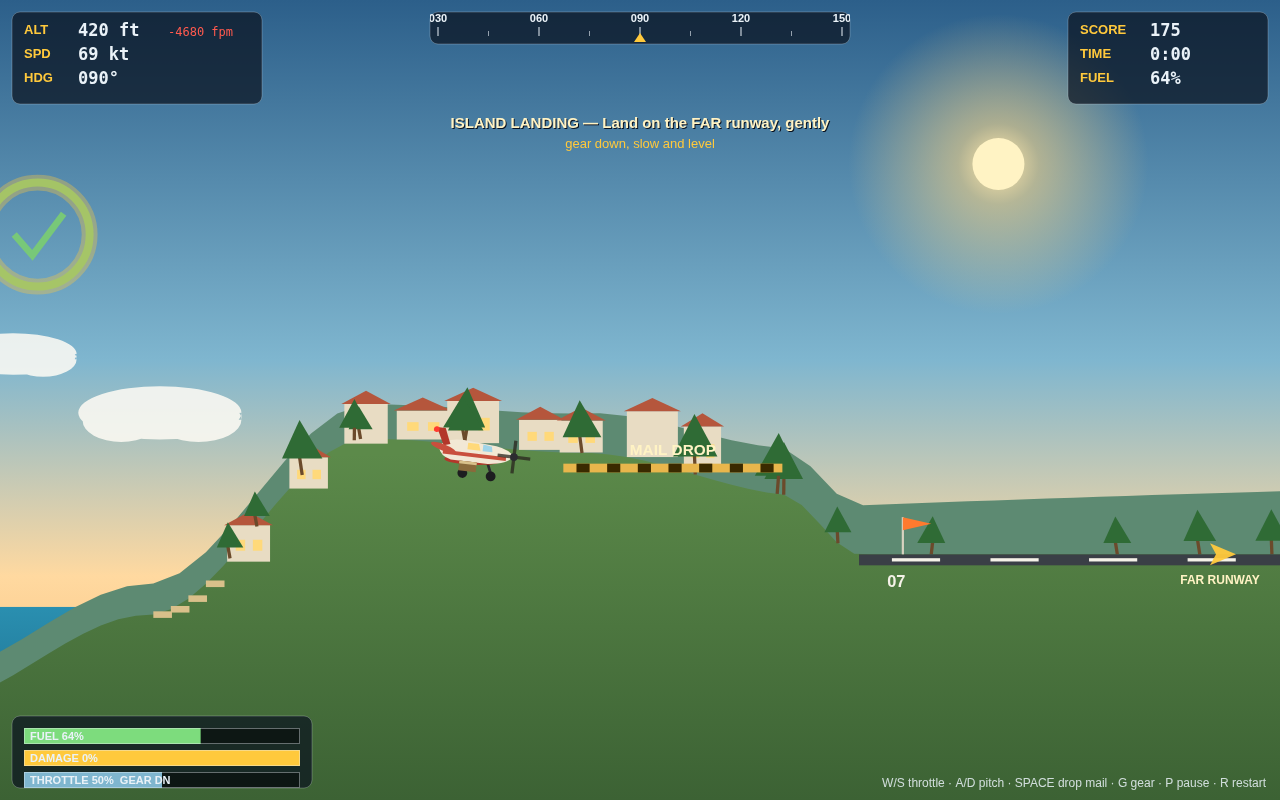 ALT 420 ft -4680 fpm
SPD 69 kt
HDG 090°
030 060 090 120 150
SCORE 175
TIME 0:00
FUEL 64%
ISLAND LANDING — Land on the FAR runway, gently
gear down, slow and level
MAIL DROP
07
FAR RUNWAY
FUEL 64%
DAMAGE 0%
THROTTLE 50% GEAR DN
W/S throttle · A/D pitch · SPACE drop mail · G gear · P pause · R restart